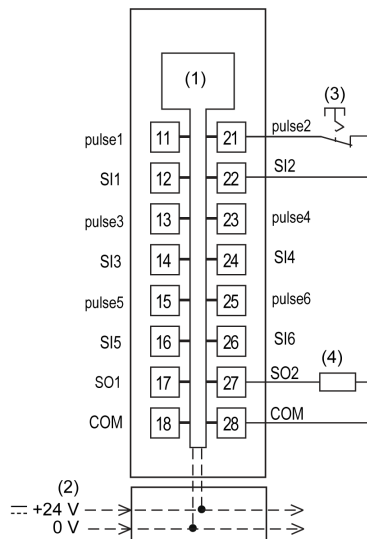 (1)
(3)
pulse1 11 21 pulse2
SI1 12 22 SI2
pulse3 13 23 pulse4
SI3 14 24 SI4
pulse5 15 25 pulse6
SI5 16 26 SI6
(4)
SO1 17 27 SO2
COM 18 28 COM
(2)
+24 V
0 V